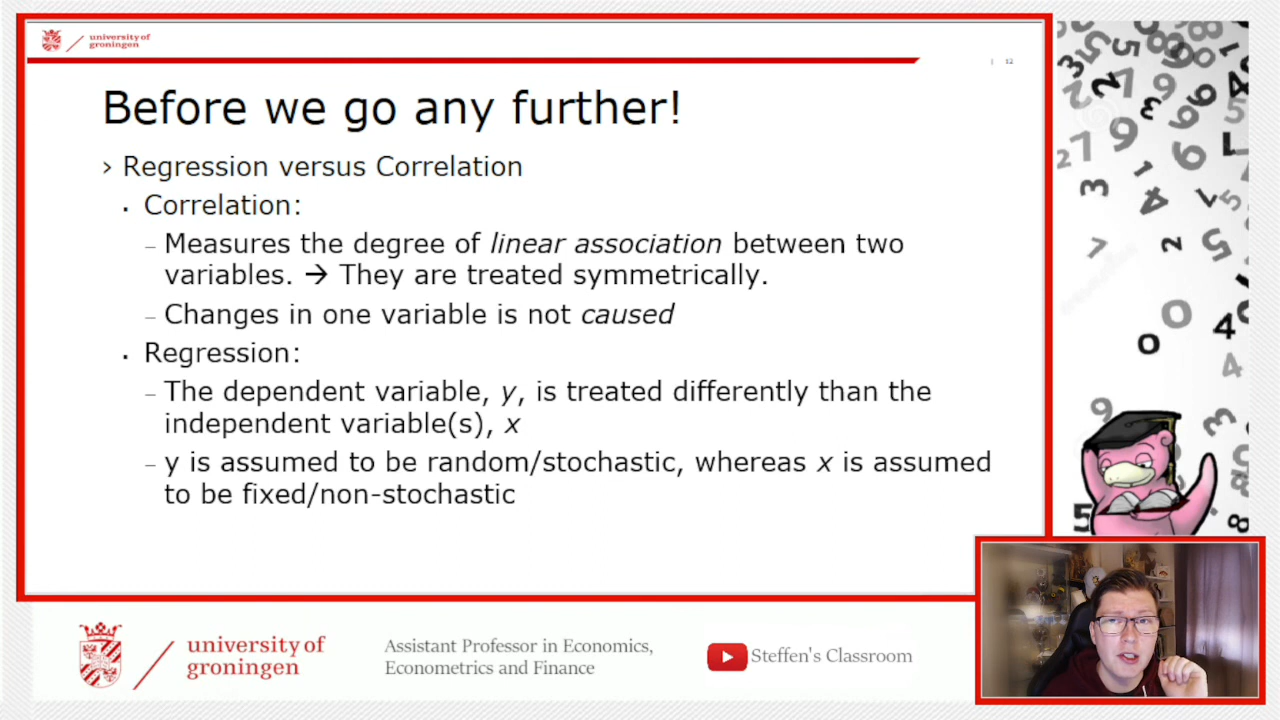 university of
groningen
| 12
Before we go any further!
› Regression versus Correlation
▪ Correlation:
– Measures the degree of linear association between two
variables. → They are treated symmetrically.
– Changes in one variable is not caused
▪ Regression:
– The dependent variable, y, is treated differently than the
independent variable(s), x
– y is assumed to be random/stochastic, whereas x is assumed
to be fixed/non-stochastic
university of
groningen
Assistant Professor in Economics,
Econometrics and Finance
Steffen's Classroom